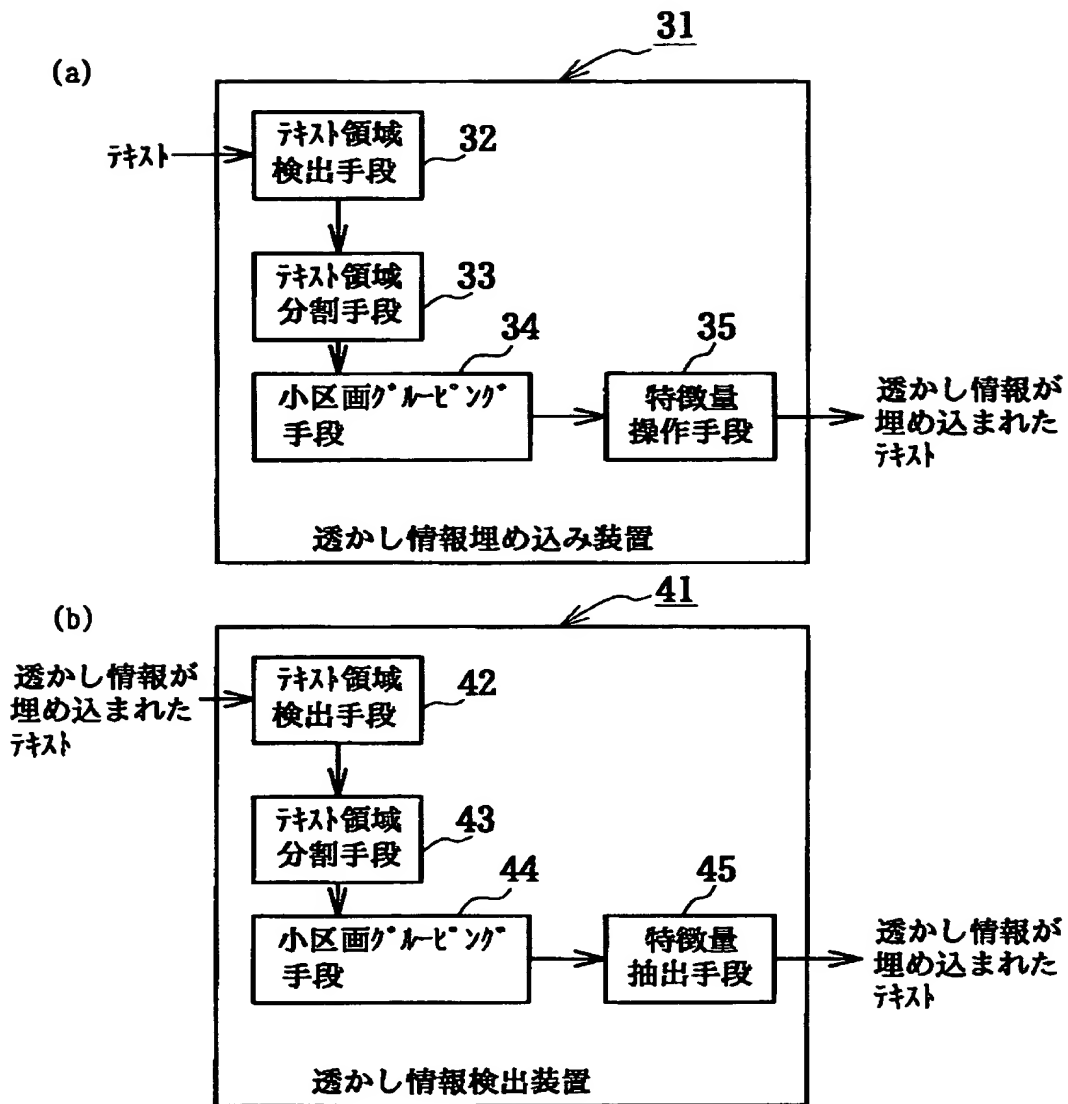 31
(a)
テキスト
テキスト領域
検出手段
32
テキスト領域
分割手段
33
34
35
小区画グルーピング
手段
特徴量
操作手段
透かし情報が
埋め込まれた
テキスト
透かし情報埋め込み装置
41
(b)
透かし情報が
埋め込まれた
テキスト
テキスト領域
検出手段
42
テキスト領域
分割手段
43
44
45
小区画グルーピング
手段
特徴量
抽出手段
透かし情報が
埋め込まれた
テキスト
透かし情報検出装置